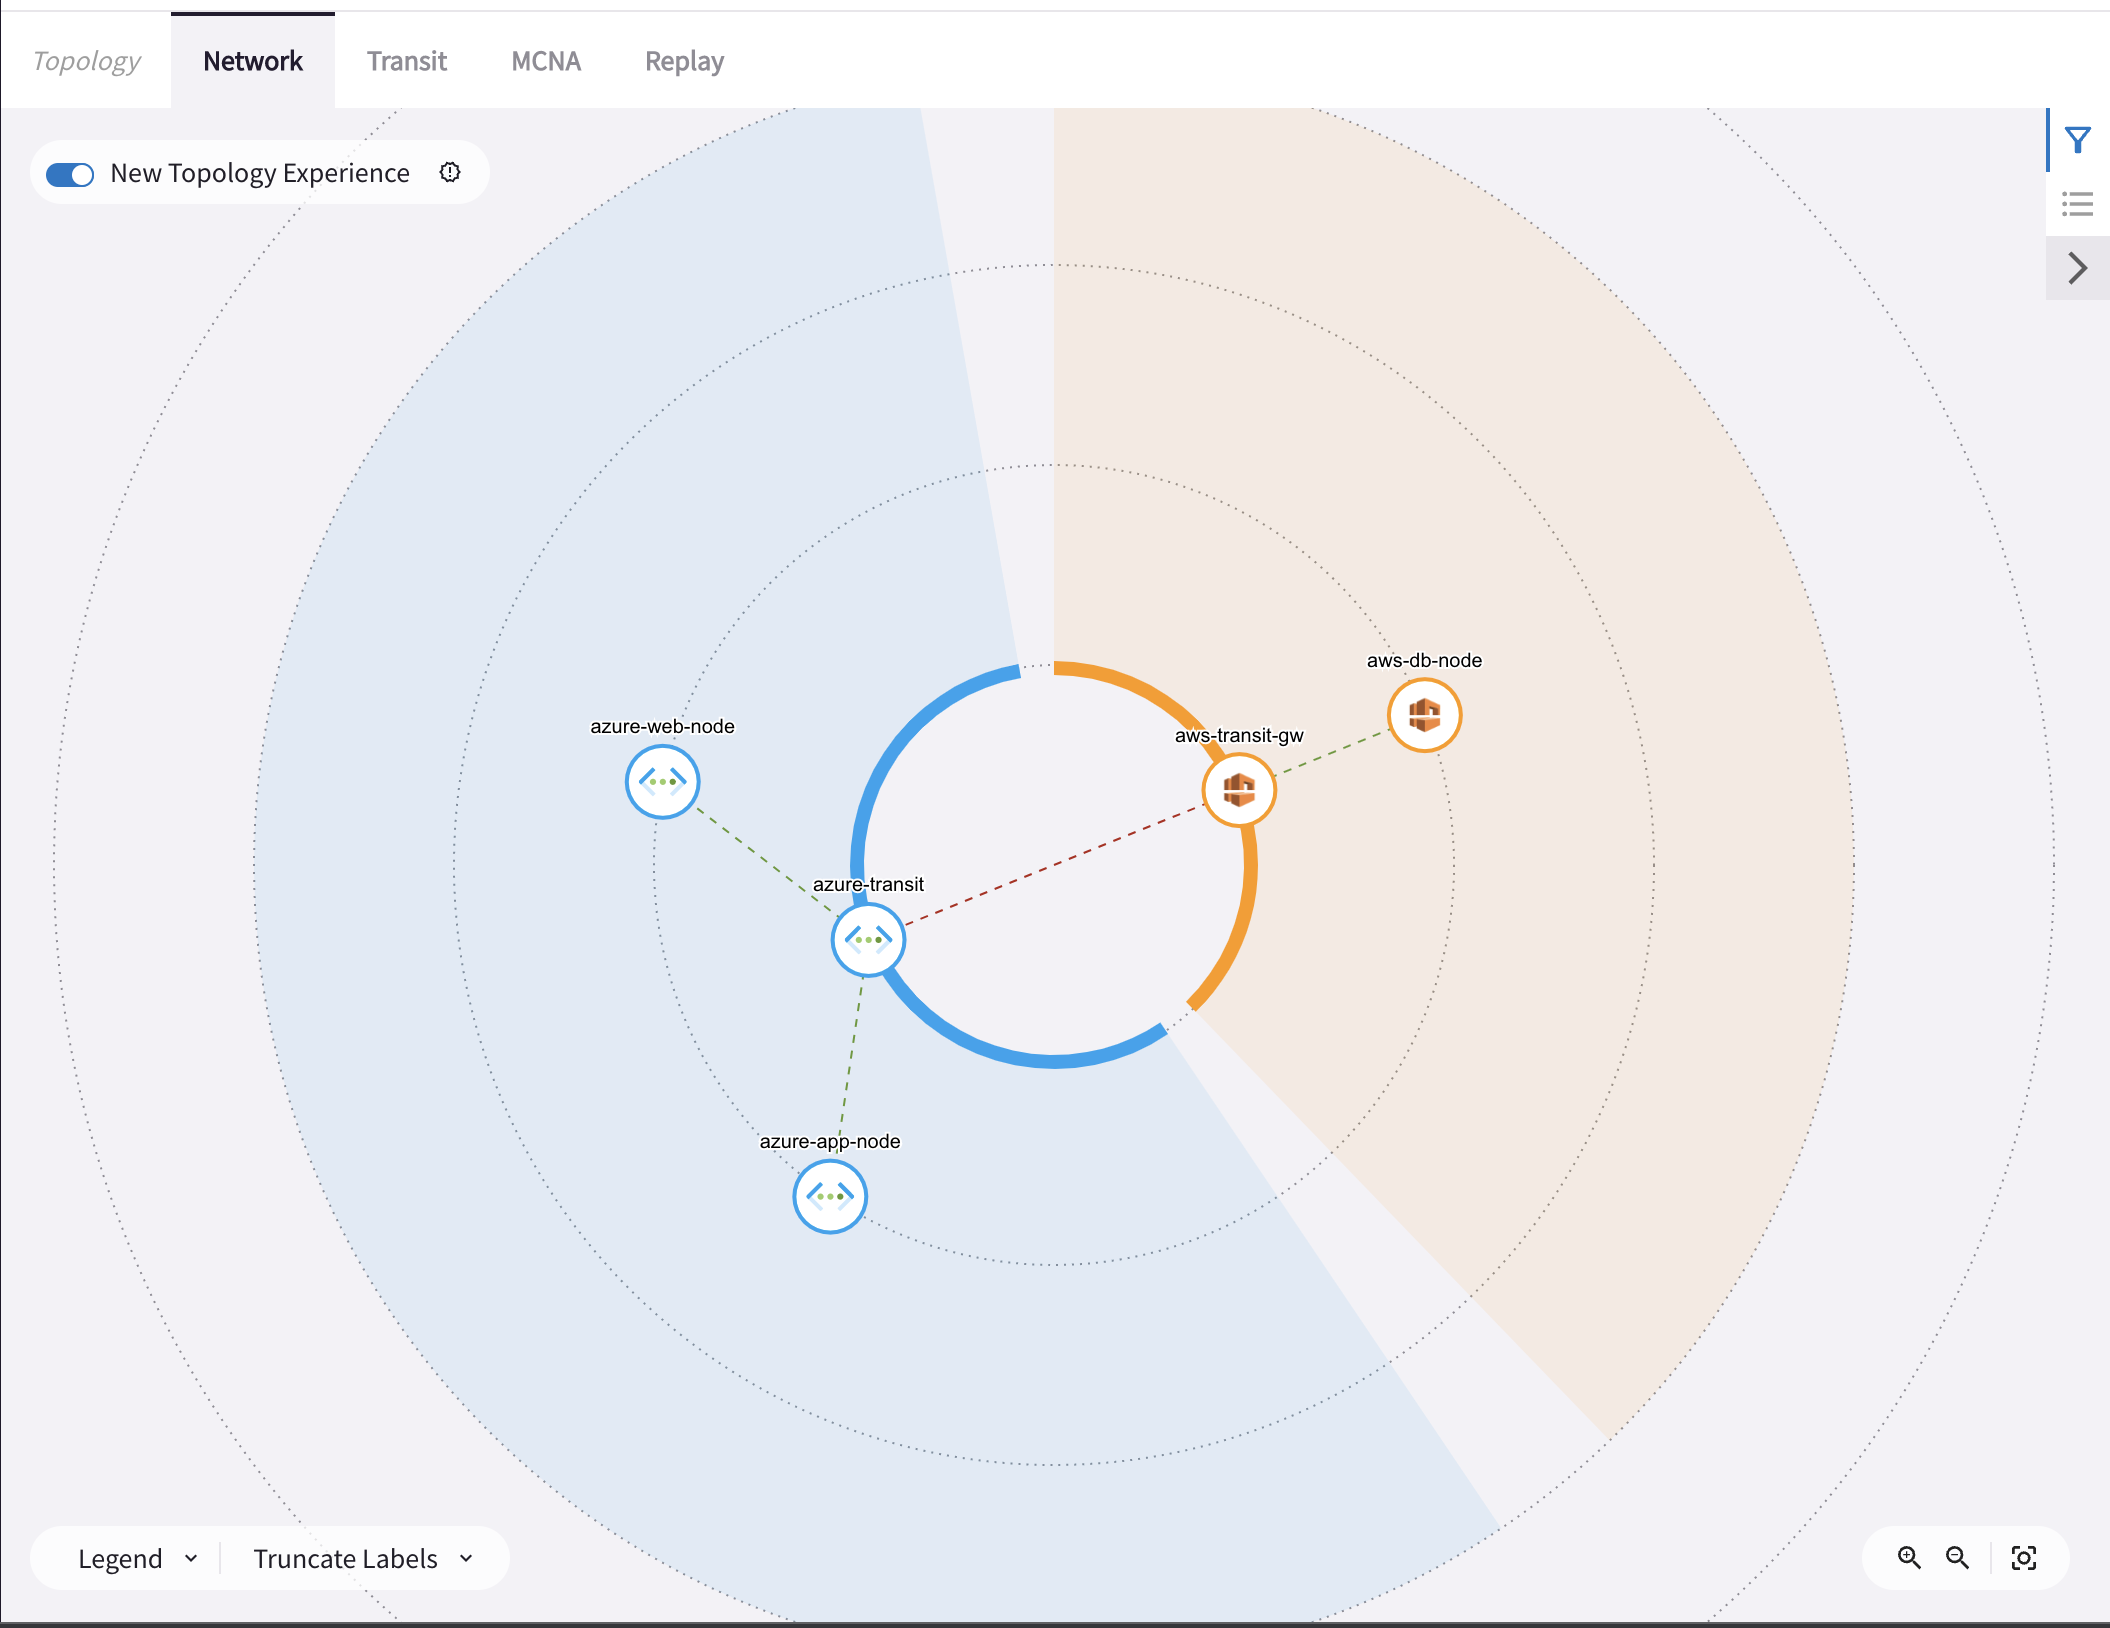 Topology
Network
Transit
MCNA
Replay
New Topology Experience
aws-db-node
azure-web-node
aws-transit-gw
azure-transit
azure-app-node
Legend
Truncate Labels